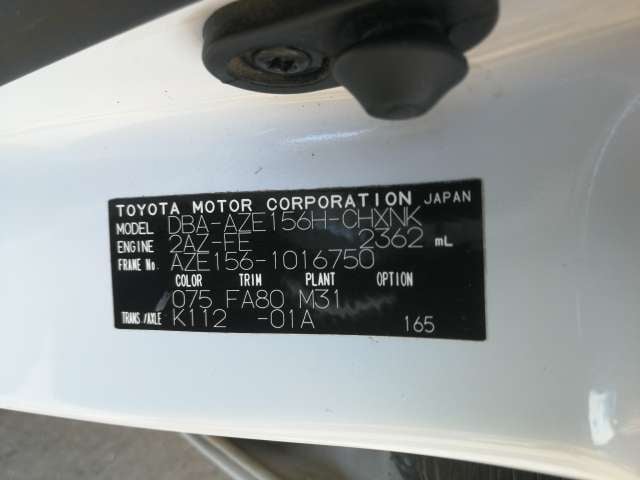 TOYOTA MOTOR CORPORATION JAPAN
MODEL DBA-AZE156H-CHXNK
ENGINE 2AZ-FE 2362 mL
FRAME No. AZE156-1016750
COLOR TRIM PLANT OPTION
075 FA80 M31
TRANS/AXLE K112 -01A 165